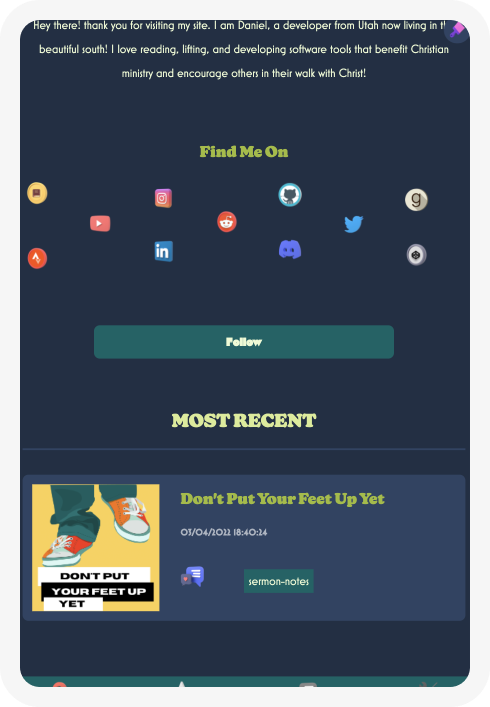 Hey there! thank you for visiting my site. I am Daniel, a developer from Utah now living in
beautiful south! I love reading, lifting, and developing software tools that benefit Christian
ministry and encourage others in their walk with Christ!
Find Me On
g
in
Follow
MOST RECENT
Don't Put Your Feet Up Yet
03/04/2022 18:40:24
sermon-notes
DON'T PUT
YOUR FEET UP
YET